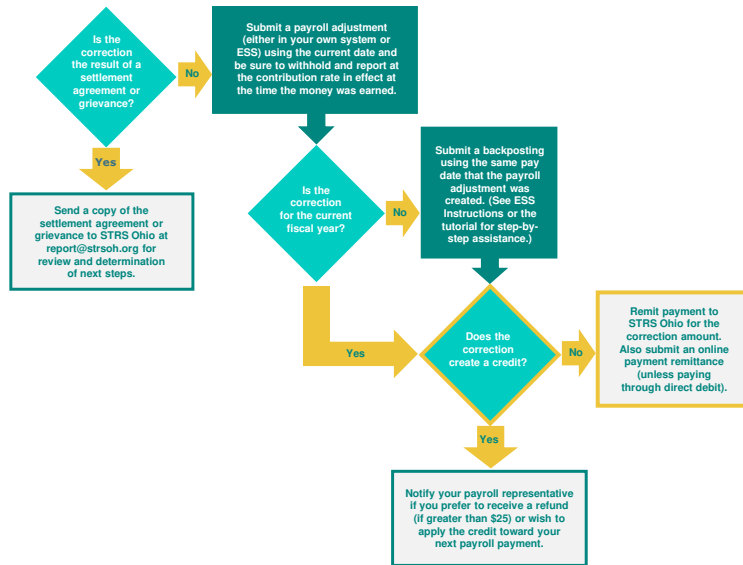 Is the
correction
the result of a
settlement
agreement or
grievance?
No
Submit a payroll adjustment
(either in your own system or
ESS) using the current date and
be sure to withhold and report at
the contribution rate in effect at
the time the money was earned.
Yes
Send a copy of the
settlement agreement or
grievance to STRS Ohio at
report@strsoh.org for
review and determination
of next steps.
Is the
correction
for the current
fiscal year?
No
Submit a backposting
using the same pay
date that the payroll
adjustment was
created. (See ESS
Instructions or the
tutorial for step-by-
step assistance.)
Yes
Does the
correction
create a credit?
No
Remit payment to
STRS Ohio for the
correction amount.
Also submit an online
payment remittance
(unless paying
through direct debit).
Yes
Notify your payroll representative
if you prefer to receive a refund
(if greater than $25) or wish to
apply the credit toward your
next payroll payment.